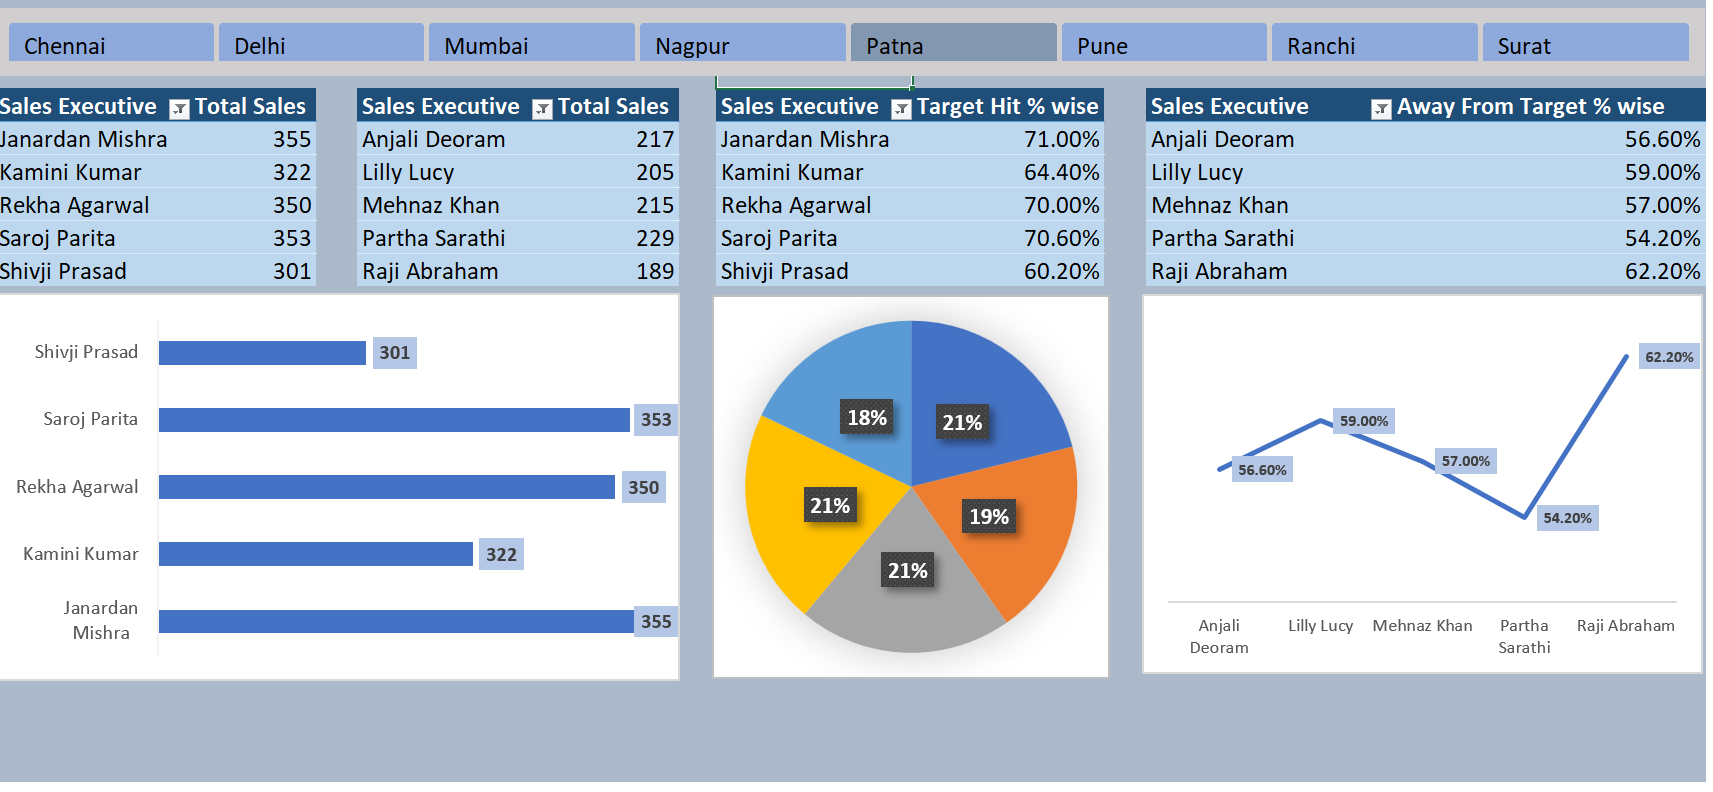 Chennai Delhi Mumbai Nagpur Patna Pune Ranchi Surat
Sales Executive Total Sales
Janardan Mishra 355
Kamini Kumar 322
Rekha Agarwal 350
Saroj Parita 353
Shivji Prasad 301
Sales Executive Total Sales
Anjali Deoram 217
Lilly Lucy 205
Mehnaz Khan 215
Partha Sarathi 229
Raji Abraham 189
Sales Executive Target Hit % wise
Janardan Mishra 71.00%
Kamini Kumar 64.40%
Rekha Agarwal 70.00%
Saroj Parita 70.60%
Shivji Prasad 60.20%
Sales Executive Away From Target % wise
Anjali Deoram 56.60%
Lilly Lucy 59.00%
Mehnaz Khan 57.00%
Partha Sarathi 54.20%
Raji Abraham 62.20%
Shivji Prasad 301
Saroj Parita 353
Rekha Agarwal 350
Kamini Kumar 322
Janardan
Mishra 355
18% 21%
21% 19%
21%
62.20%
59.00%
57.00%
56.60%
54.20%
Anjali Lilly Lucy Mehnaz Khan Partha Raji Abraham
Deoram Sarathi